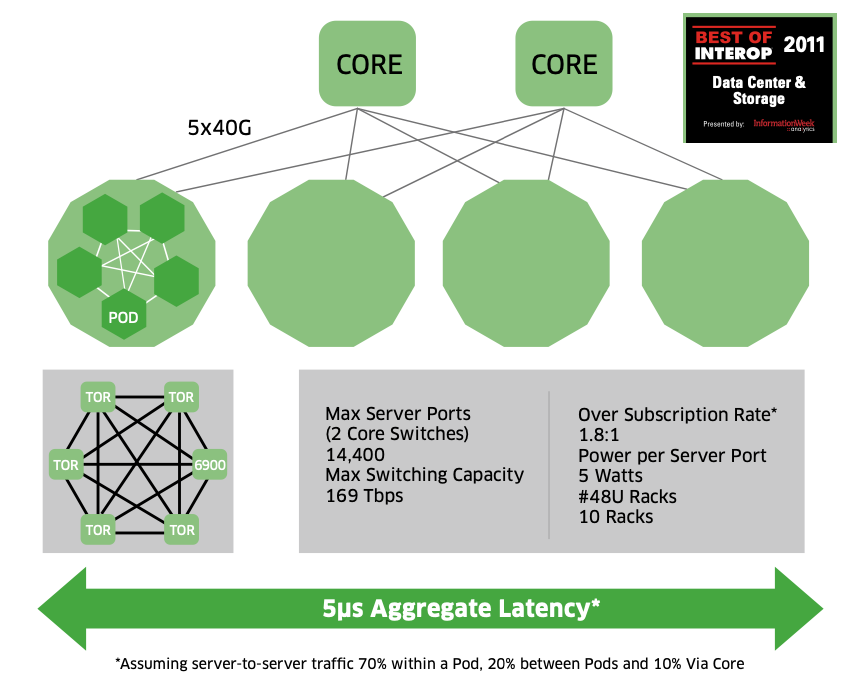 CORE
CORE
BEST OF
INTEROP
2011
Data Center &
Storage
Presented by:
InformationWeek
::analytics
5x40G
POD
TOR
TOR
TOR
6900
TOR
TOR
Max Server Ports
(2 Core Switches)
14,400
Max Switching Capacity
169 Tbps
Over Subscription Rate*
1.8:1
Power per Server Port
5 Watts
#48U Racks
10 Racks
5µs Aggregate Latency*
*Assuming server-to-server traffic 70% within a Pod, 20% between Pods and 10% Via Core